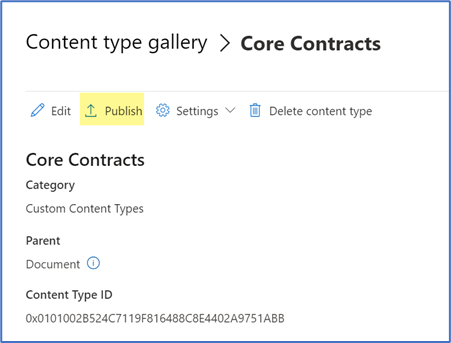 Content type gallery > Core Contracts
Edit Publish Settings Delete content type
Core Contracts
Category
Custom Content Types
Parent
Document
Content Type ID
0x0101002B524C7119F816488C8E4402A9751ABB